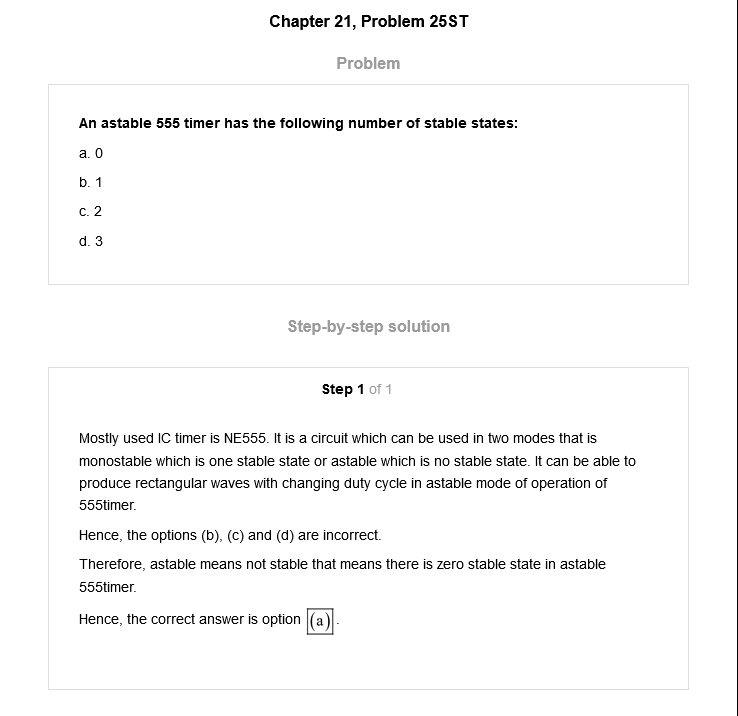 Chapter 21, Problem 25ST
Problem
An astable 555 timer has the following number of stable states:
a. 0
b. 1
c. 2
d. 3
Step-by-step solution
Step 1 of 1
Mostly used IC timer is NE555. It is a circuit which can be used in two modes that is
monostable which is one stable state or astable which is no stable state. It can be able to
produce rectangular waves with changing duty cycle in astable mode of operation of
555timer.
Hence, the options (b), (c) and (d) are incorrect.
Therefore, astable means not stable that means there is zero stable state in astable
555timer.
Hence, the correct answer is option (a).